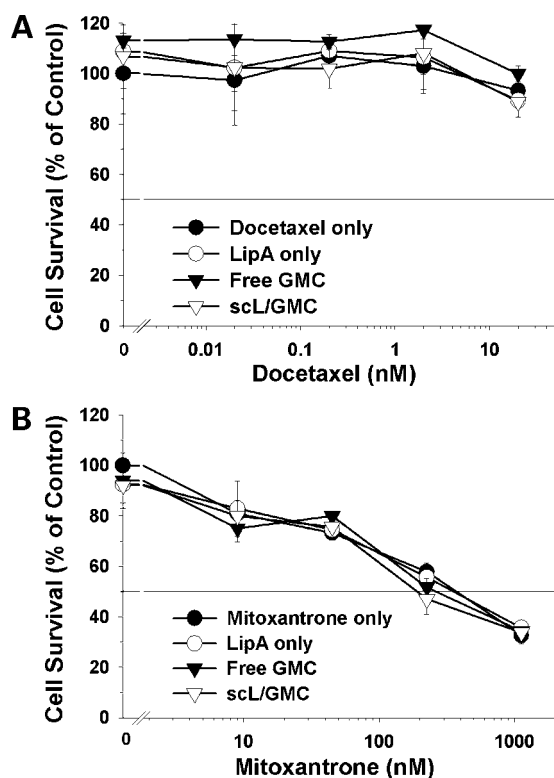 A
Cell Survival (% of Control)
120
100
80
60
40
20
0
Docetaxel only
LipA only
Free GMC
scL/GMC
0 0.01 0.1 1 10
Docetaxel (nM)
B
Cell Survival (% of Control)
120
100
80
60
40
20
0
Mitoxantrone only
LipA only
Free GMC
scL/GMC
0 10 100 1000
Mitoxantrone (nM)